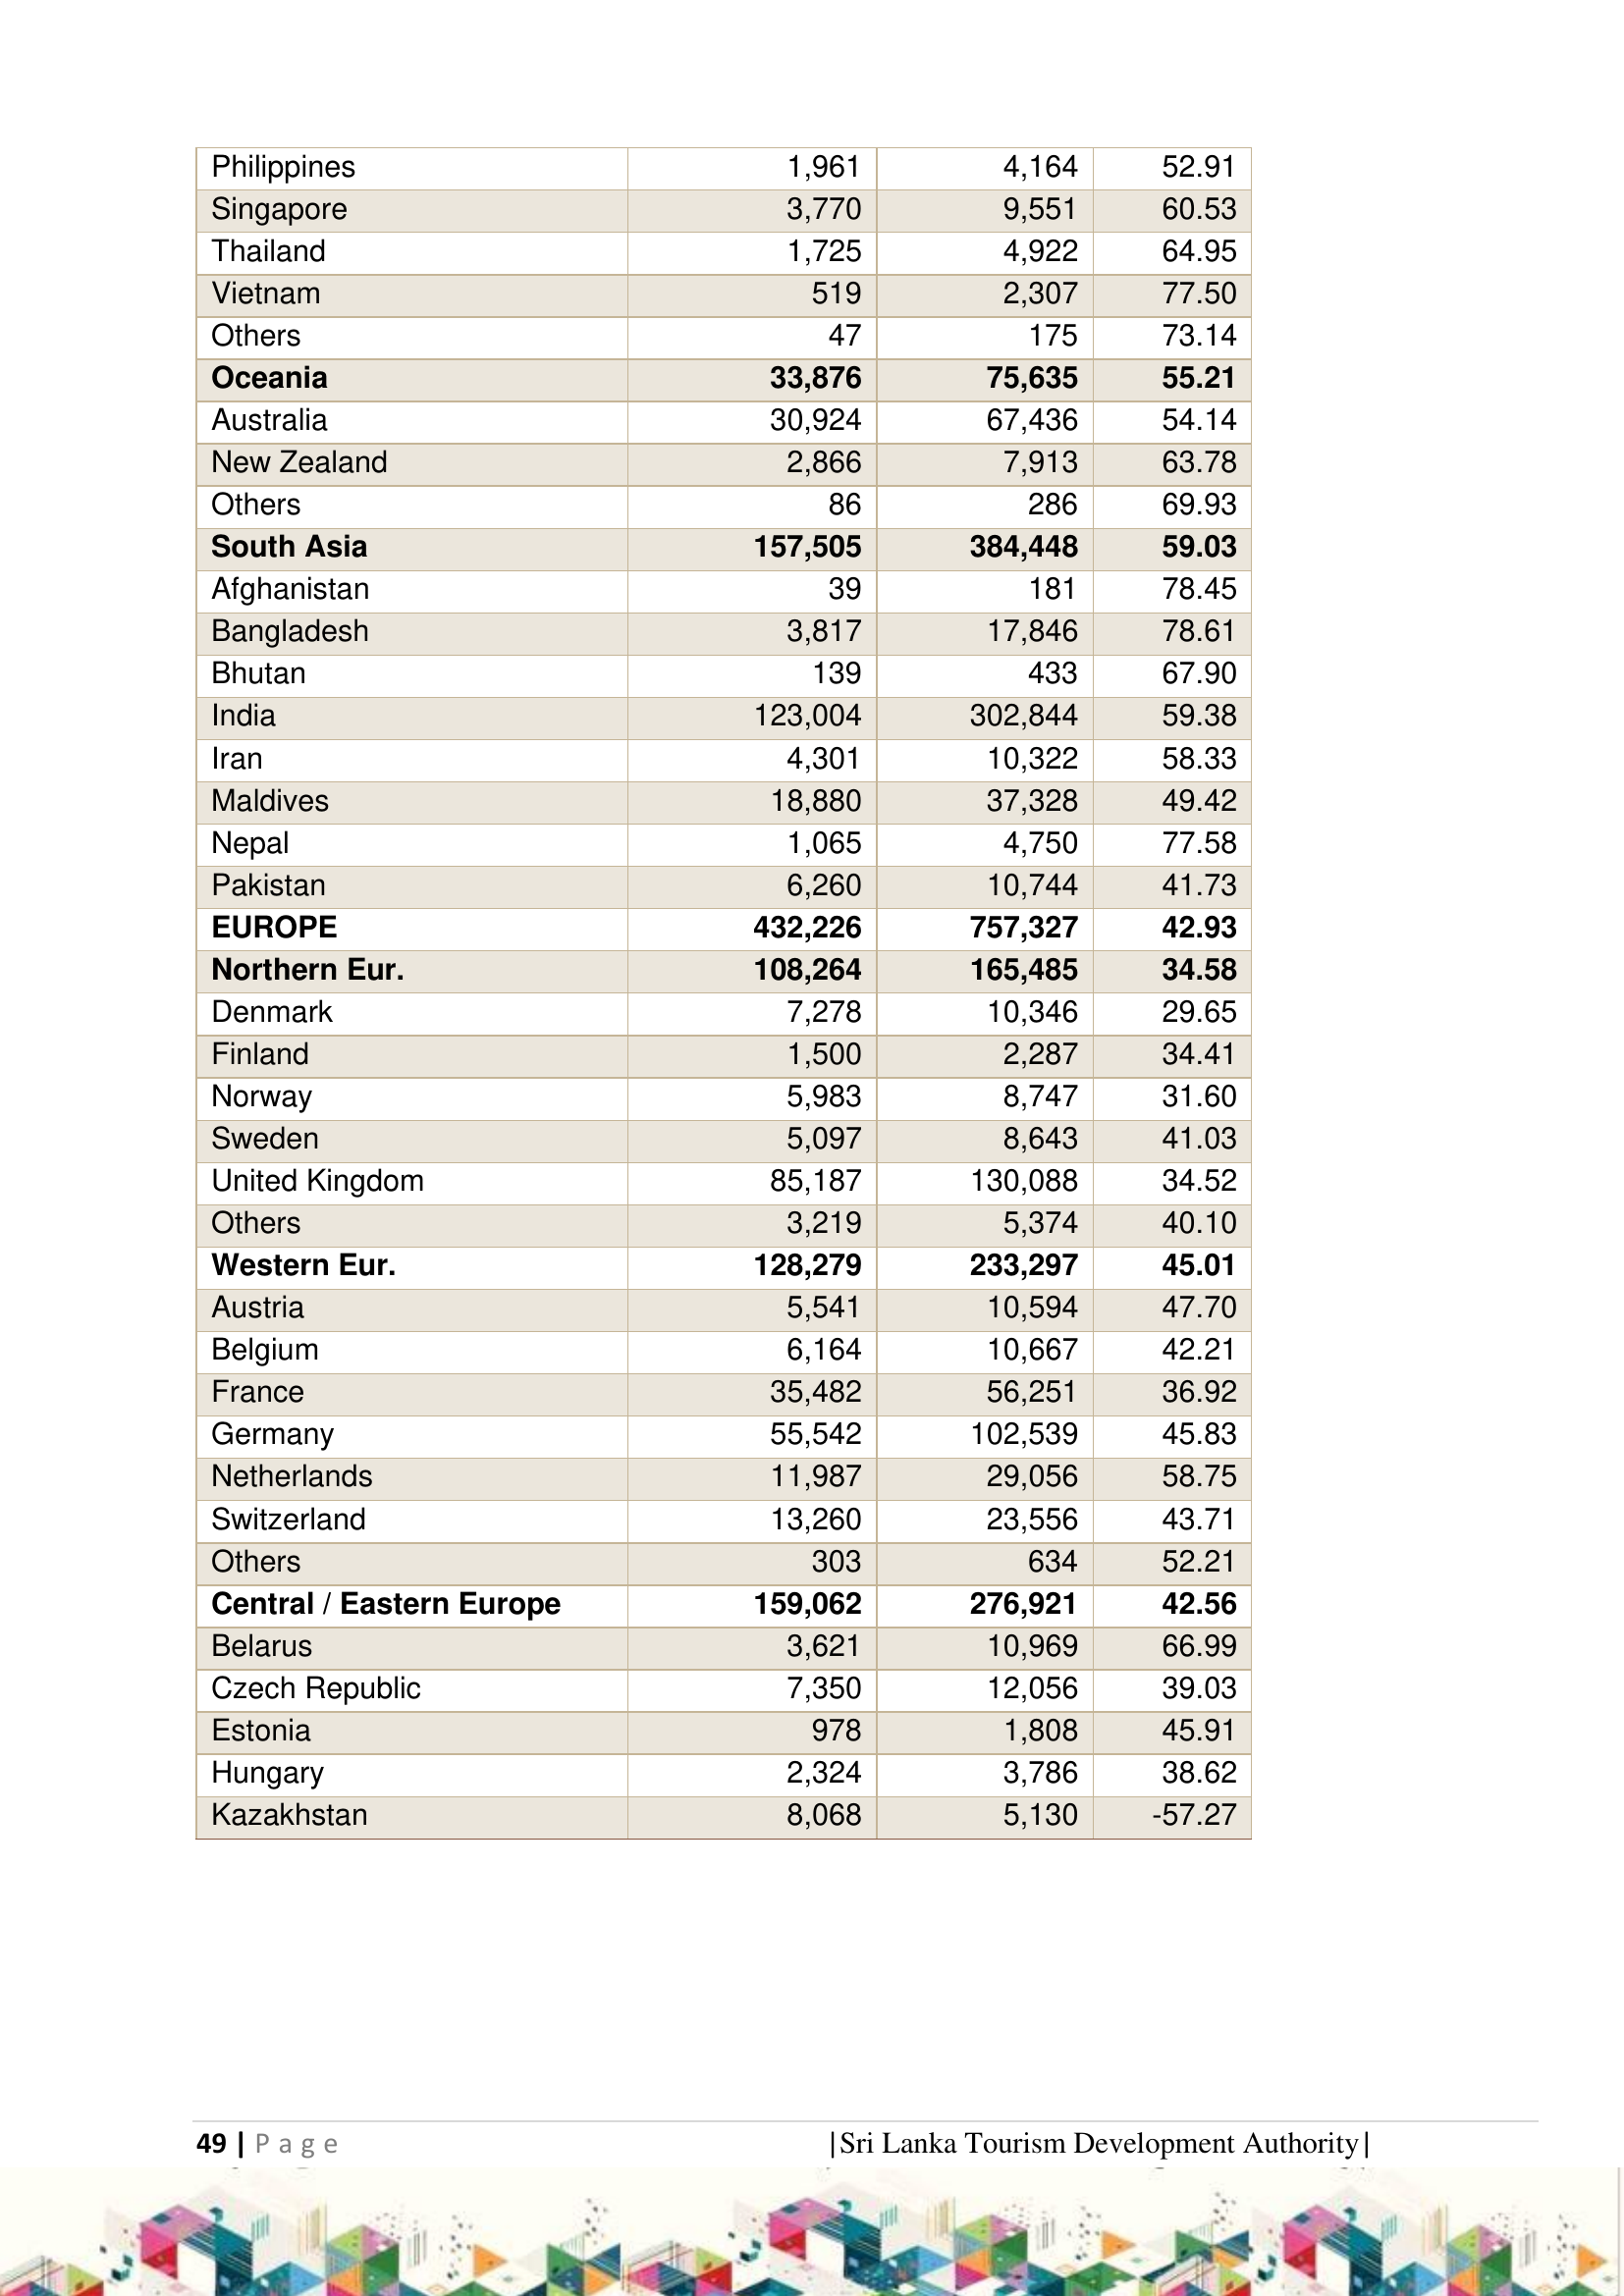 Philippines 1,961 4,164 52.91
Singapore 3,770 9,551 60.53
Thailand 1,725 4,922 64.95
Vietnam 519 2,307 77.50
Others 47 175 73.14
Oceania 33,876 75,635 55.21
Australia 30,924 67,436 54.14
New Zealand 2,866 7,913 63.78
Others 86 286 69.93
South Asia 157,505 384,448 59.03
Afghanistan 39 181 78.45
Bangladesh 3,817 17,846 78.61
Bhutan 139 433 67.90
India 123,004 302,844 59.38
Iran 4,301 10,322 58.33
Maldives 18,880 37,328 49.42
Nepal 1,065 4,750 77.58
Pakistan 6,260 10,744 41.73
EUROPE 432,226 757,327 42.93
Northern Eur. 108,264 165,485 34.58
Denmark 7,278 10,346 29.65
Finland 1,500 2,287 34.41
Norway 5,983 8,747 31.60
Sweden 5,097 8,643 41.03
United Kingdom 85,187 130,088 34.52
Others 3,219 5,374 40.10
Western Eur. 128,279 233,297 45.01
Austria 5,541 10,594 47.70
Belgium 6,164 10,667 42.21
France 35,482 56,251 36.92
Germany 55,542 102,539 45.83
Netherlands 11,987 29,056 58.75
Switzerland 13,260 23,556 43.71
Others 303 634 52.21
Central / Eastern Europe 159,062 276,921 42.56
Belarus 3,621 10,969 66.99
Czech Republic 7,350 12,056 39.03
Estonia 978 1,808 45.91
Hungary 2,324 3,786 38.62
Kazakhstan 8,068 5,130 -57.27
49 | P a g e |Sri Lanka Tourism Development Authority|